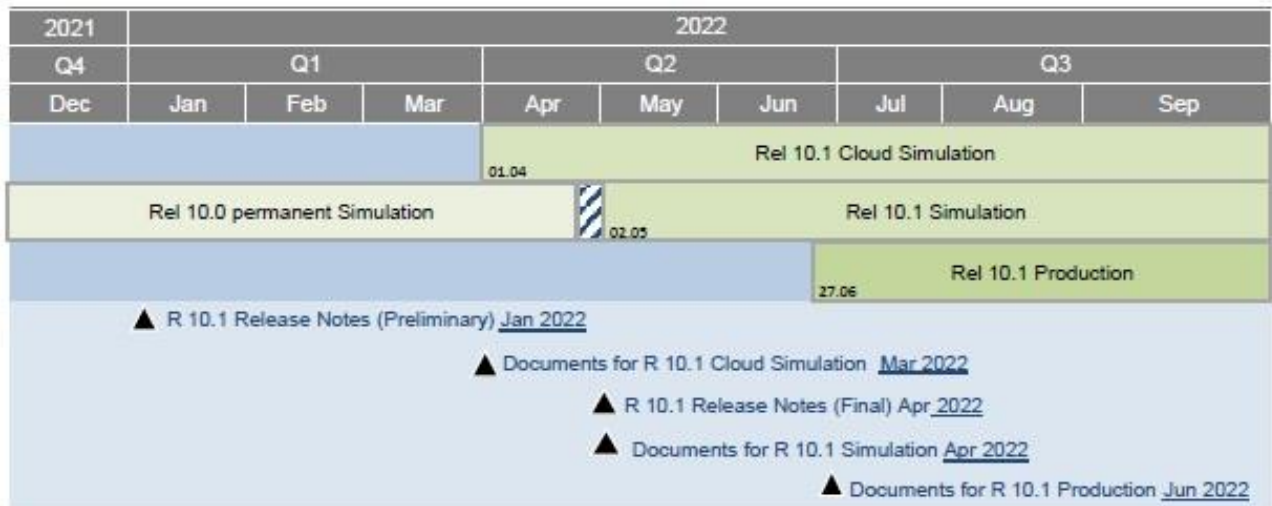 2021 2022
Q4 Q1 Q2 Q3
Dec Jan Feb Mar Apr May Jun Jul Aug Sep
Rel 10.1 Cloud Simulation
01.04
Rel 10.0 permanent Simulation Rel 10.1 Simulation
02.05
Rel 10.1 Production
27.06
R 10.1 Release Notes (Preliminary) Jan 2022
Documents for R 10.1 Cloud Simulation Mar 2022
R 10.1 Release Notes (Final) Apr 2022
Documents for R 10.1 Simulation Apr 2022
Documents for R 10.1 Production Jun 2022